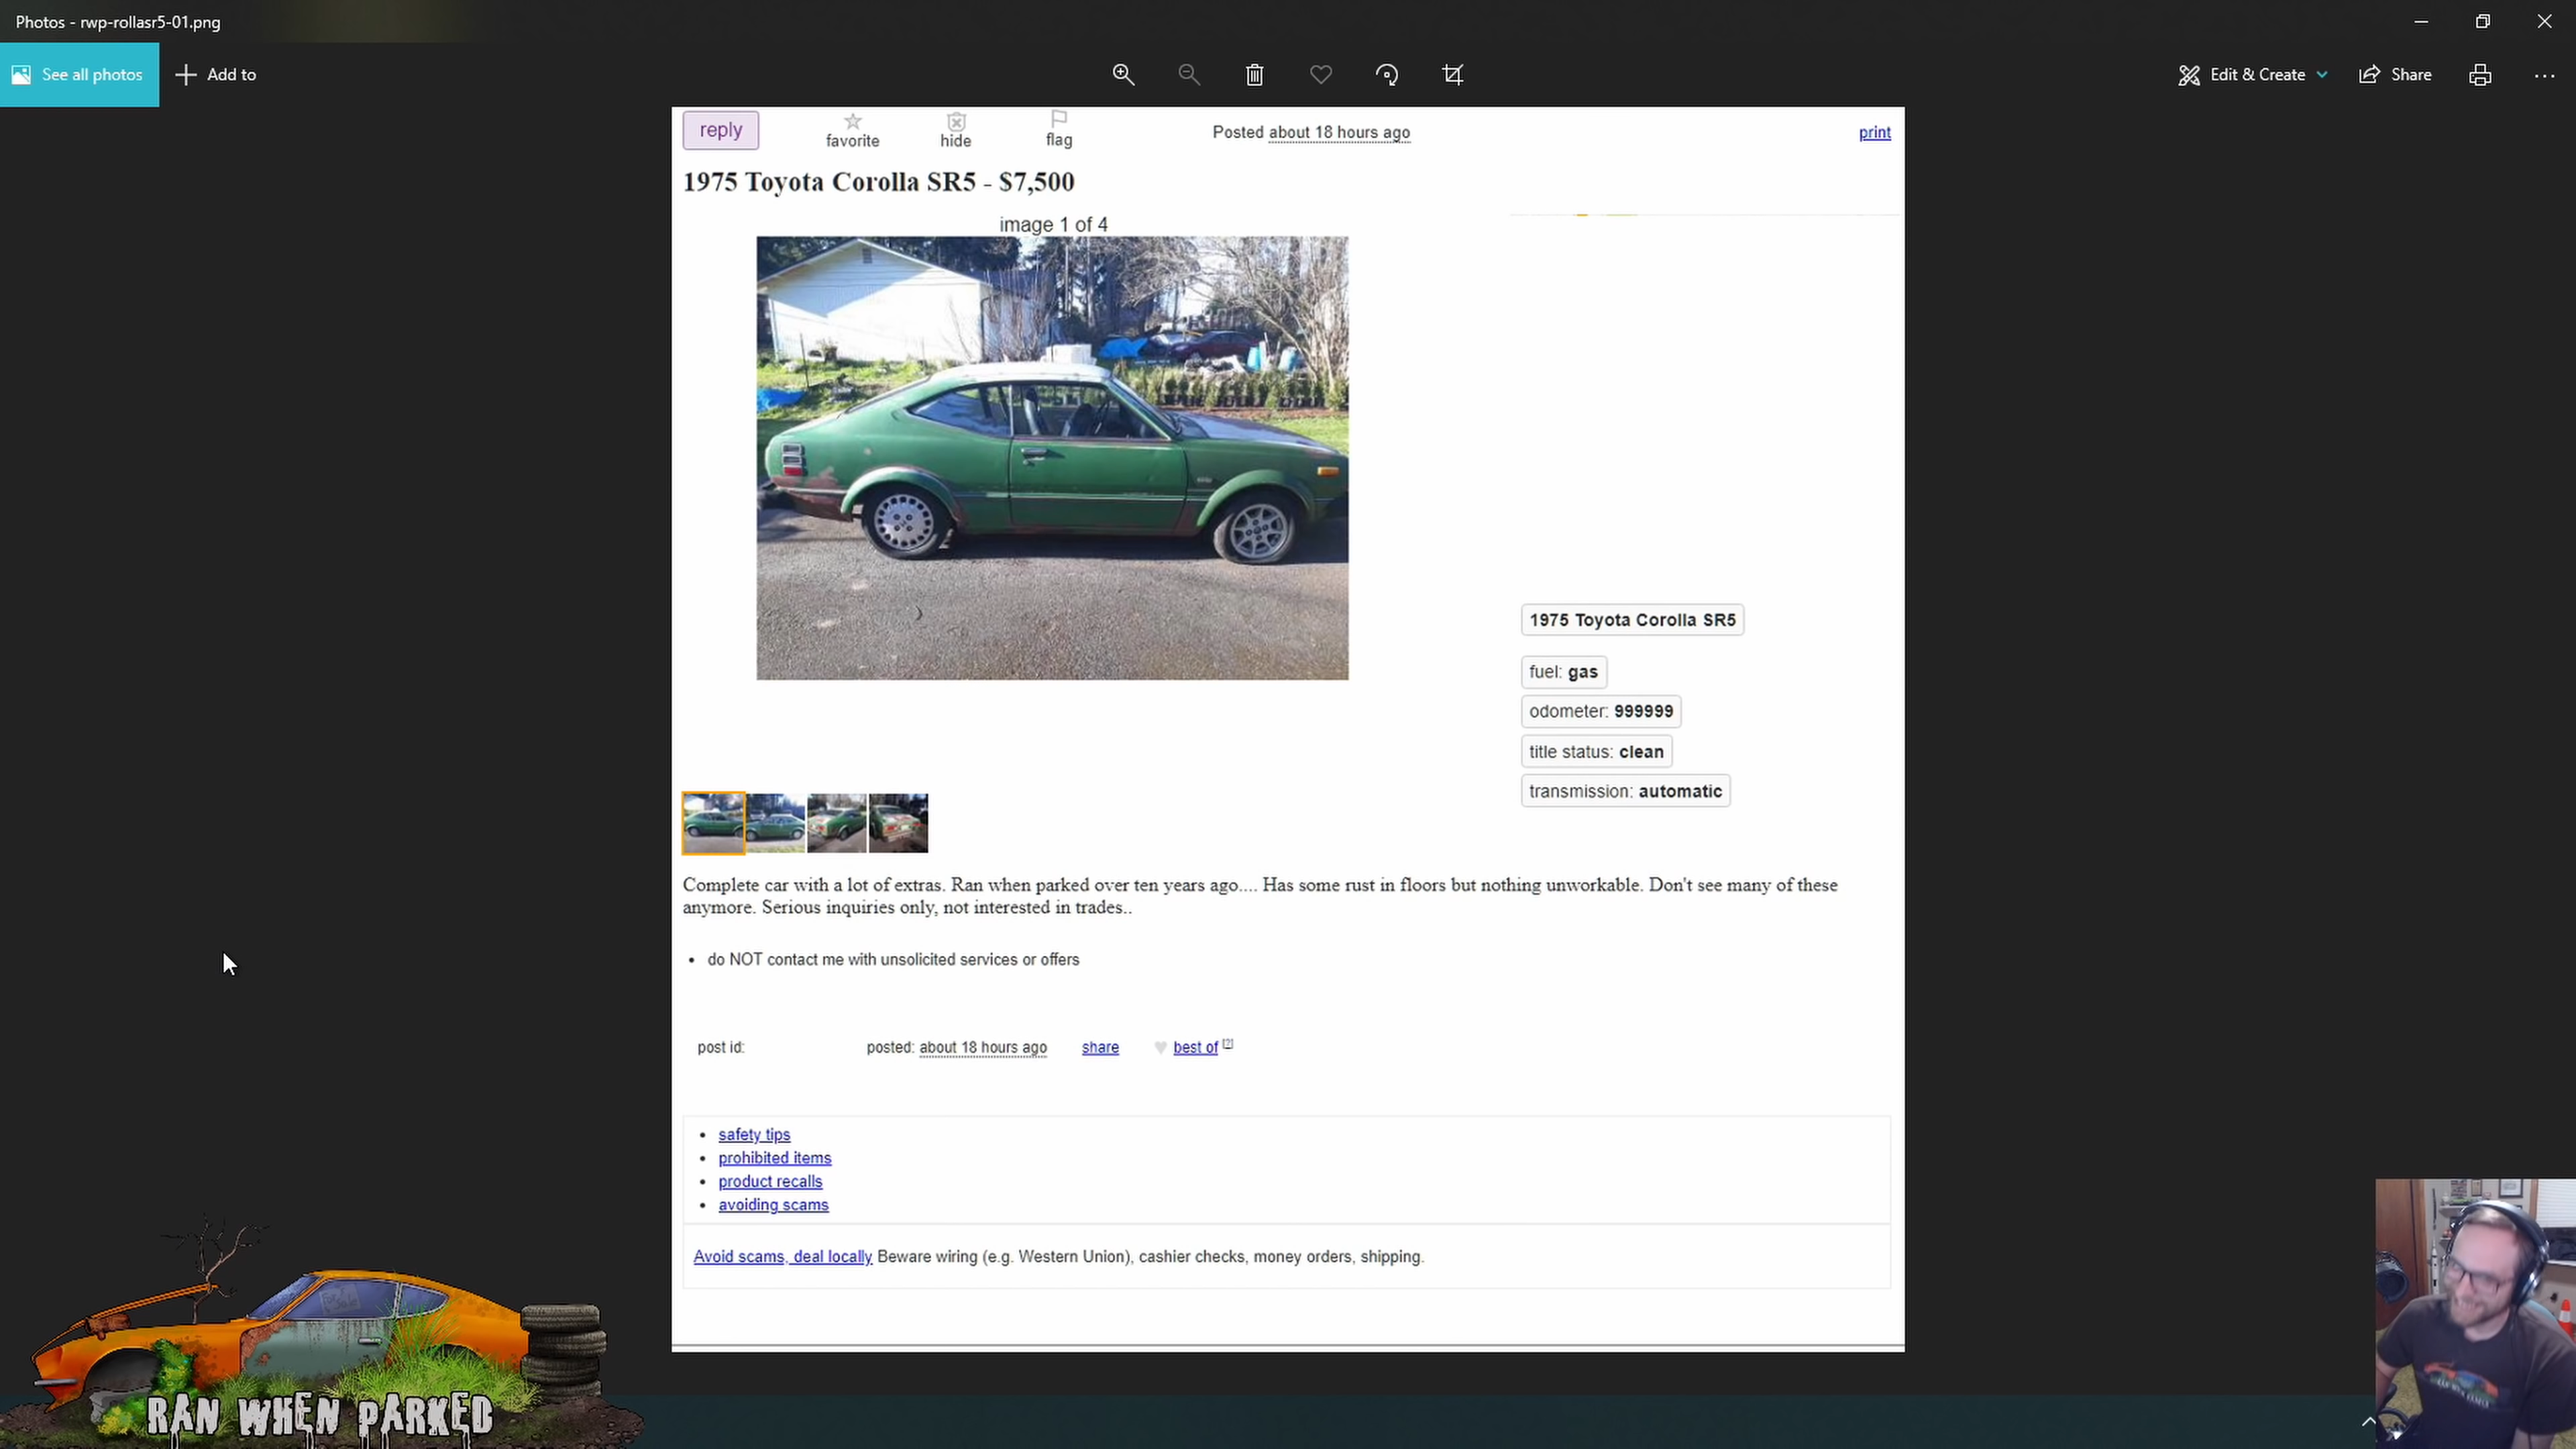 Photos - rwp-rollasr5-01.png
See all photos
Add to
Edit & Create
Share
reply
favorite
hide
flag
Posted about 18 hours ago
print
1975 Toyota Corolla SR5 - $7,500
image 1 of 4
1975 Toyota Corolla SR5
fuel: gas
odometer: 999999
title status: clean
transmission: automatic
Complete car with a lot of extras. Ran when parked over ten years ago.... Has some rust in floors but nothing unworkable. Don't see many of these
anymore. Serious inquiries only, not interested in trades..
do NOT contact me with unsolicited services or offers
post id:
posted: about 18 hours ago
share
best of [?]
safety tips
prohibited items
product recalls
avoiding scams
Avoid scams, deal locally Beware wiring (e.g. Western Union), cashier checks, money orders, shipping.
RAN WHEN PARKED